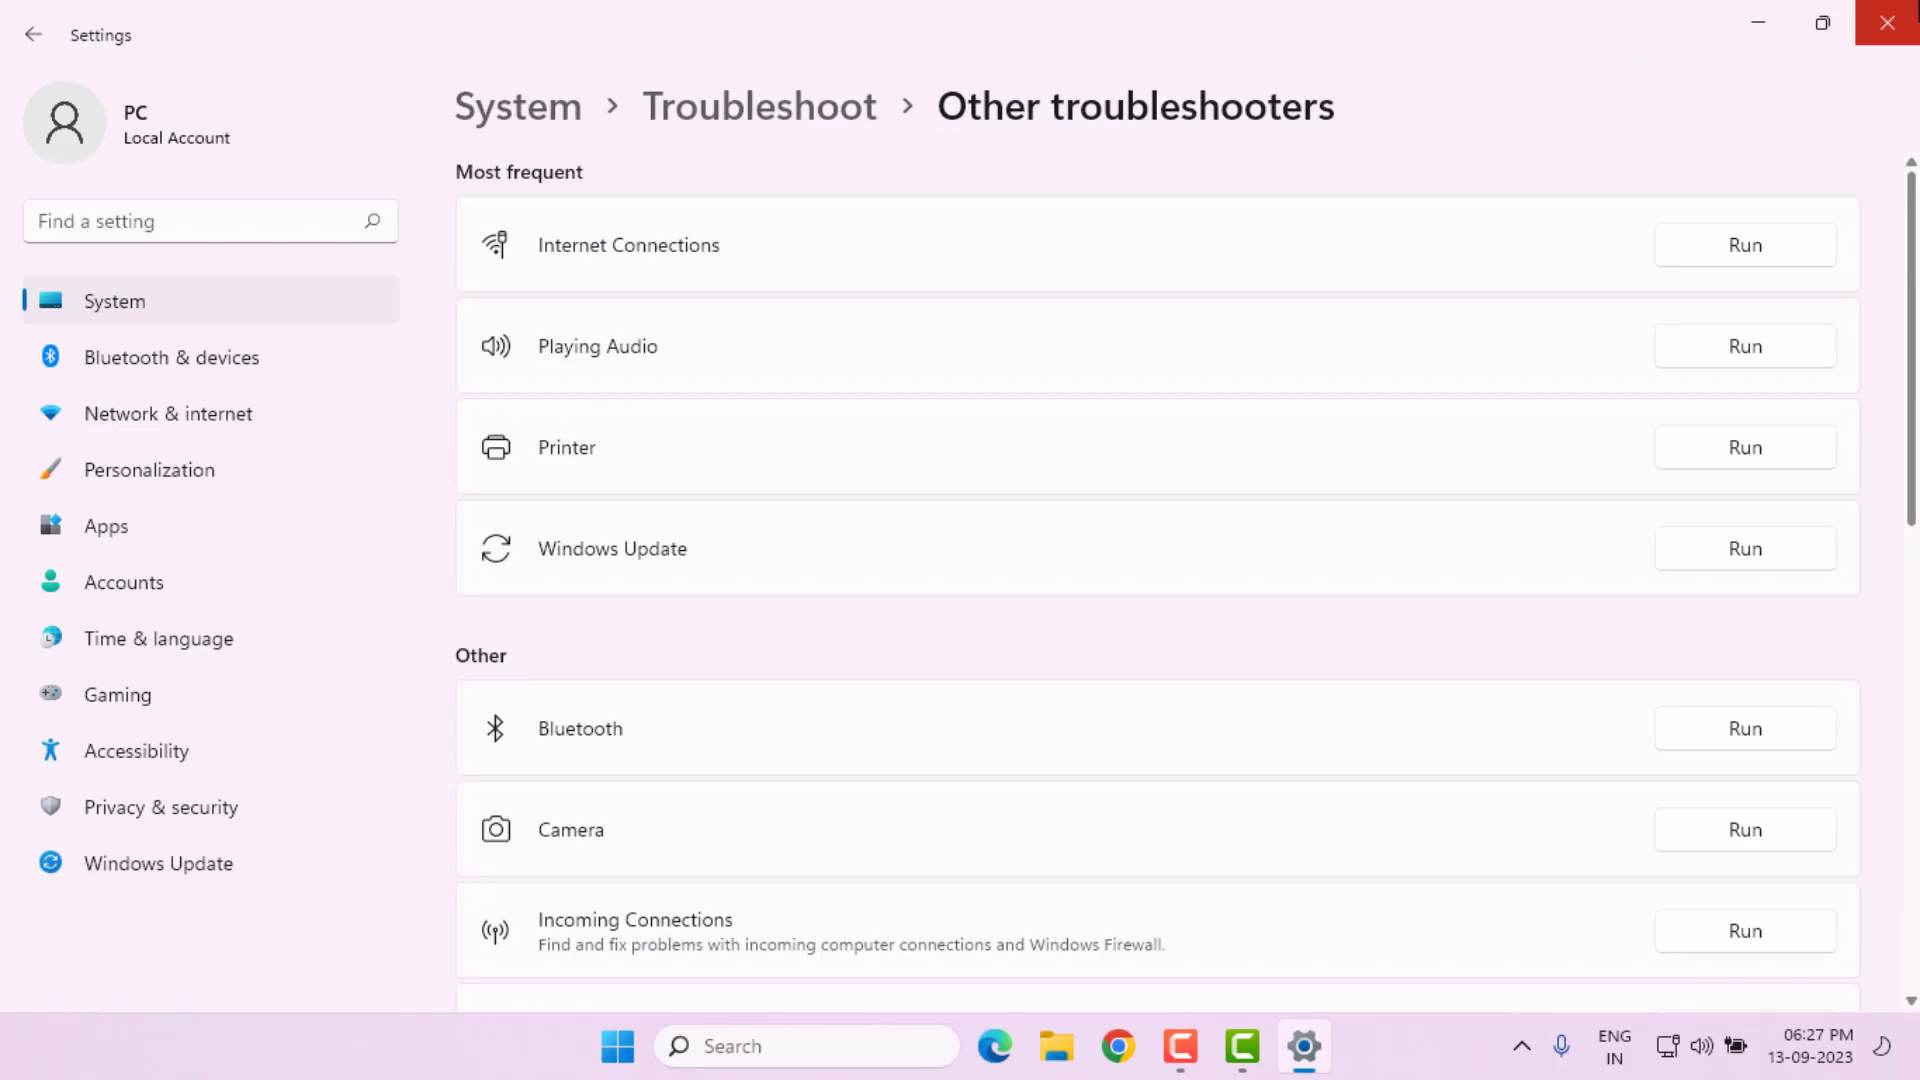 Settings
PC
Local Account
Find a setting
System
Bluetooth & devices
Network & internet
Personalization
Apps
Accounts
Time & language
Gaming
Accessibility
Privacy & security
Windows Update
System > Troubleshoot > Other troubleshooters
Most frequent
Internet Connections Run
Playing Audio Run
Printer Run
Windows Update Run
Other
Bluetooth Run
Camera Run
Incoming Connections
Find and fix problems with incoming computer connections and Windows Firewall.
Run
Search
ENG
IN
06:27 PM
13-09-2023